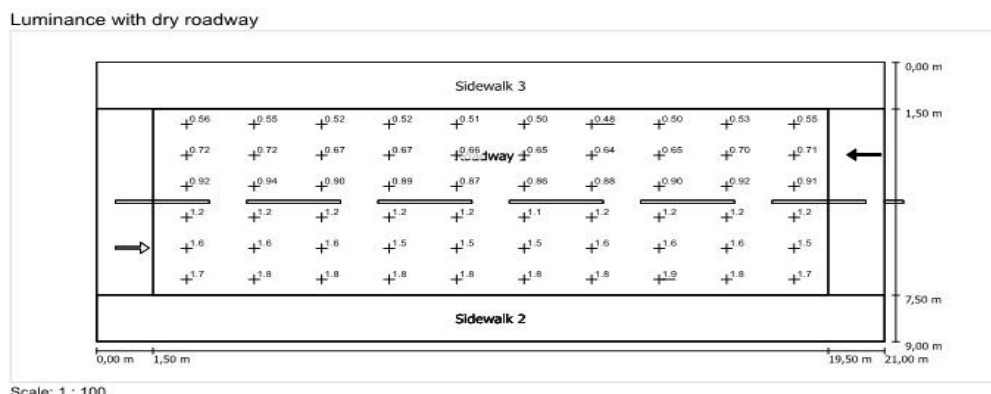 Luminance with dry roadway
0,00 m
Sidewalk 3
1,50 m
0.56 0.55 0.52 0.52 0.51 0.50 0.48 0.50 0.53 0.55
0.72 0.72 0.67 0.67 0.66 0.65 0.64 0.65 0.70 0.71
0.92 0.94 0.90 0.89 0.87 0.86 0.88 0.90 0.92 0.91
1.2 1.2 1.2 1.2 1.2 1.1 1.2 1.2 1.2 1.2
1.6 1.6 1.6 1.5 1.5 1.5 1.6 1.6 1.6 1.5
1.7 1.8 1.8 1.8 1.8 1.8 1.8 1.9 1.8 1.7
7,50 m
Sidewalk 2
9,00 m
0,00 m 1,50 m 19,50 m 21,00 m
Scale: 1 : 100